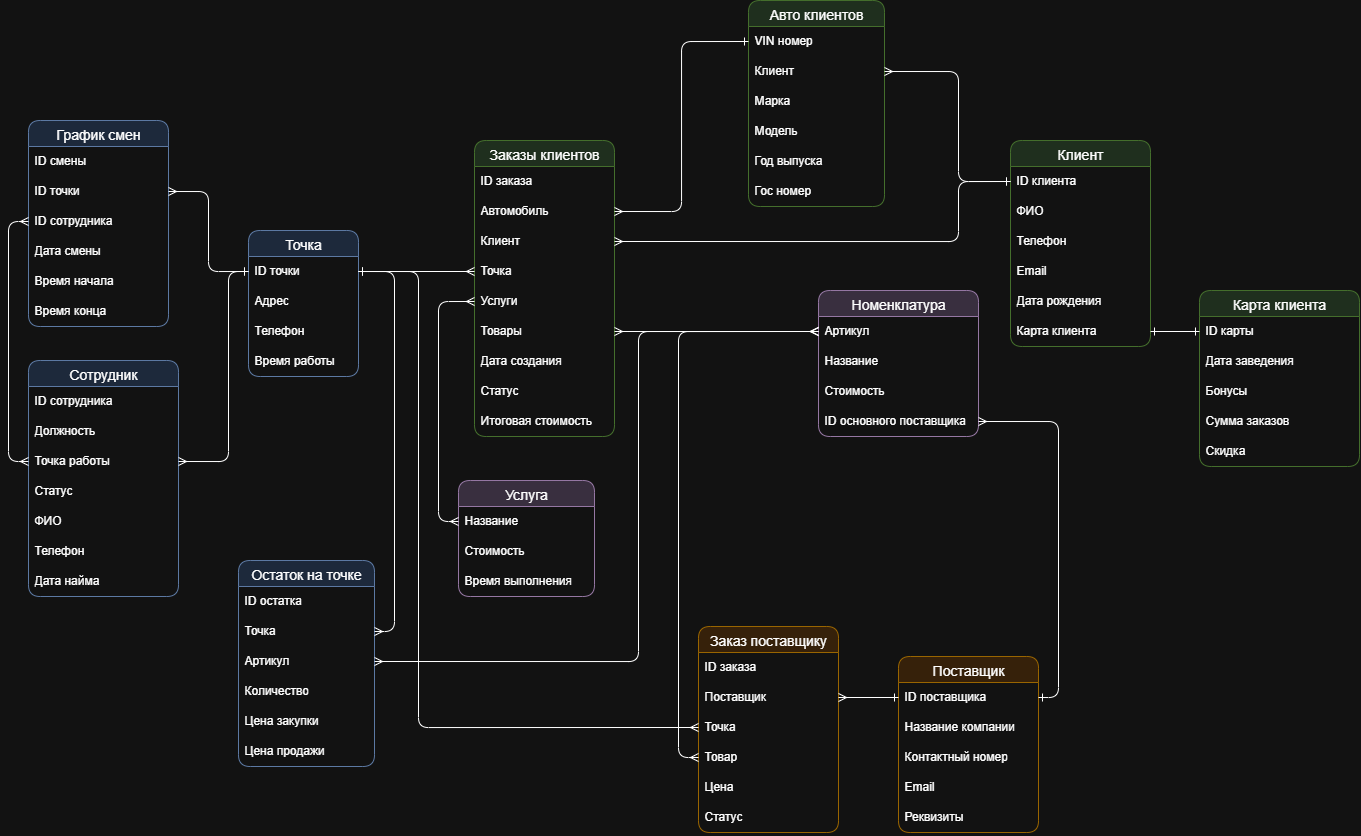 Авто клиентов
VIN номер
Клиент
Марка
Модель
Год выпуска
Гос номер
График смен
ID смены
ID точки
ID сотрудника
Дата смены
Время начала
Время конца
Заказы клиентов
ID заказа
Автомобиль
Клиент
Точка
Услуги
Товары
Дата создания
Статус
Итоговая стоимость
Клиент
ID клиента
ФИО
Телефон
Email
Дата рождения
Карта клиента
Точка
ID точки
Адрес
Телефон
Время работы
Номенклатура
Артикул
Название
Стоимость
ID основного поставщика
Карта клиента
ID карты
Дата заведения
Бонусы
Сумма заказов
Скидка
Сотрудник
ID сотрудника
Должность
Точка работы
Статус
ФИО
Телефон
Дата найма
Услуга
Название
Стоимость
Время выполнения
Остаток на точке
ID остатка
Точка
Артикул
Количество
Цена закупки
Цена продажи
Заказ поставщику
ID заказа
Поставщик
Точка
Товар
Цена
Статус
Поставщик
ID поставщика
Название компании
Контактный номер
Email
Реквизиты